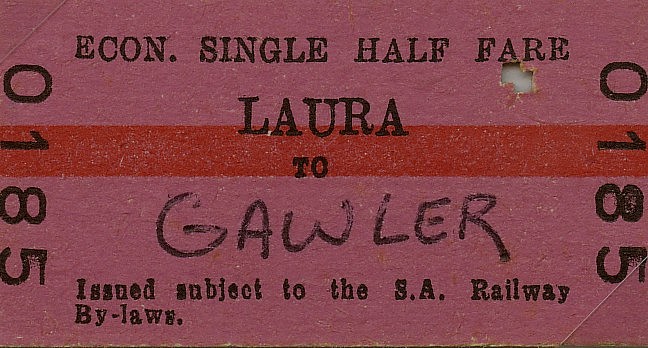 ECON. SINGLE HALF FARE
0185
LAURA
TO
GAWLER
0185
Issued subject to the S.A. Railway
By-laws.